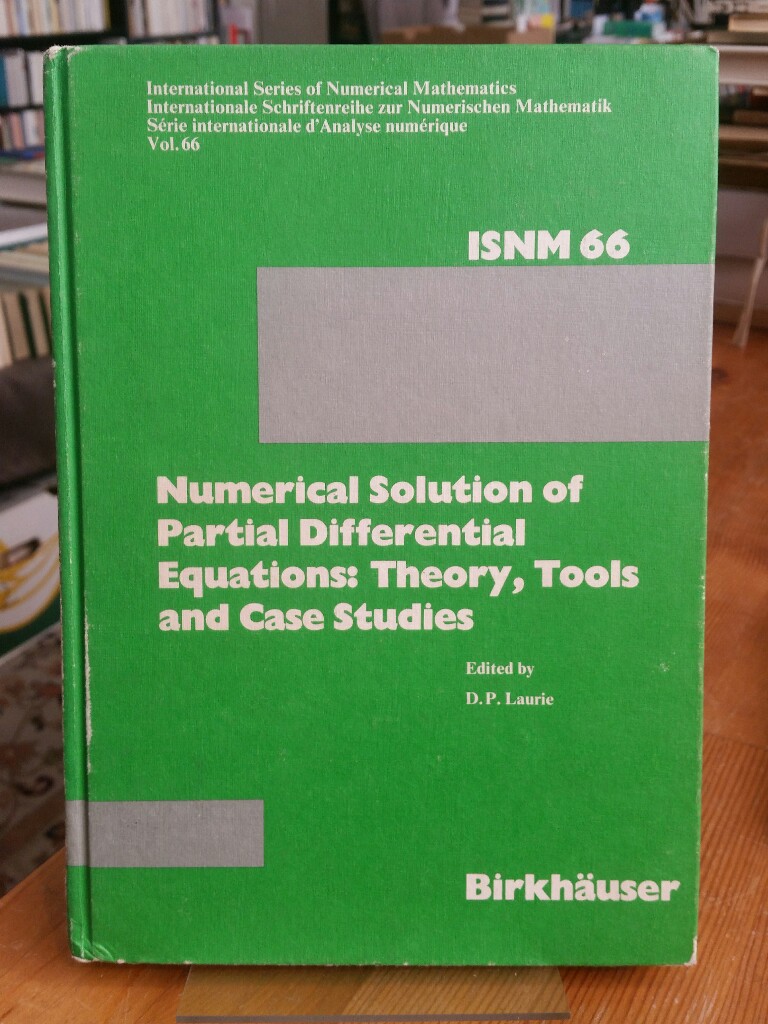 International Series of Numerical Mathematics
Internationale Schriftenreihe zur Numerischen Mathematik
Série internationale d'Analyse numérique
Vol. 66
ISNM 66
Numerical Solution of
Partial Differential
Equations: Theory, Tools
and Case Studies
Edited by
D. P. Laurie
Birkhäuser